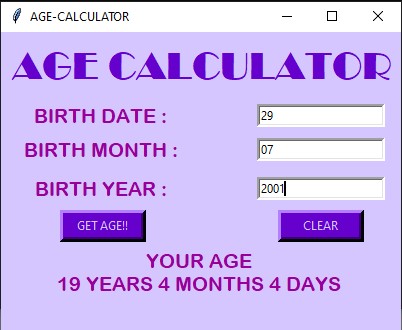 AGE-CALCULATOR
AGE CALCULATOR
BIRTH DATE : 29
BIRTH MONTH : 07
BIRTH YEAR : 2001
GET AGE!! CLEAR
YOUR AGE
19 YEARS 4 MONTHS 4 DAYS